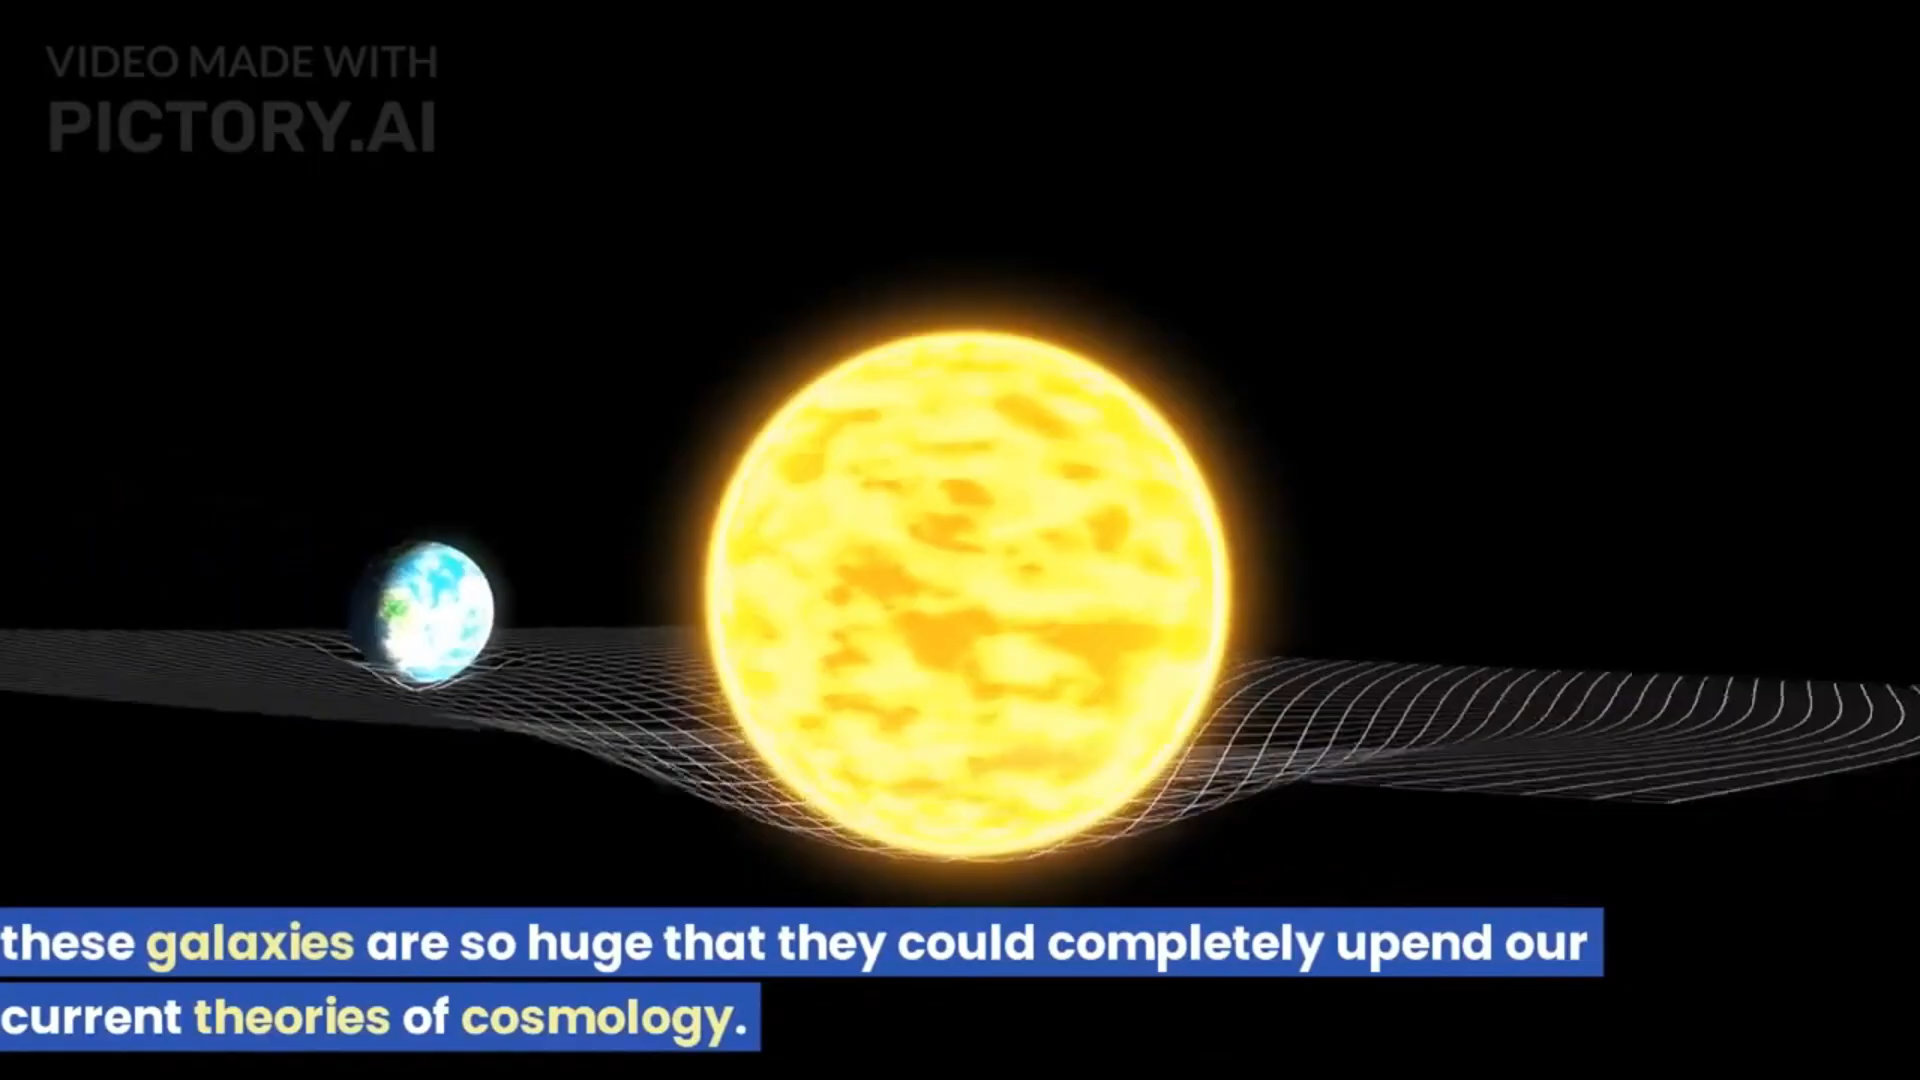 VIDEO MADE WITH
PICTORY.AI
these galaxies are so huge that they could completely upend our
current theories of cosmology.